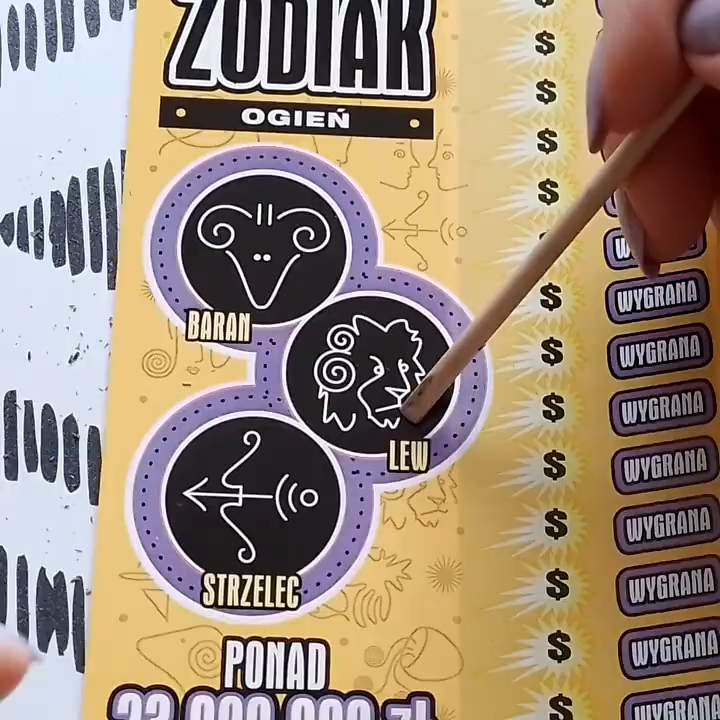 ZODIAK
OGIEŃ
BARAN
LEW
STRZELEC
PONAD
$
$
$
$
$
$
$
$
$
$
$
$
WYGRANA
WYGRANA
WYGRANA
WYGRANA
WYGRANA
WYGRANA
WYGRANA
WYGRANA